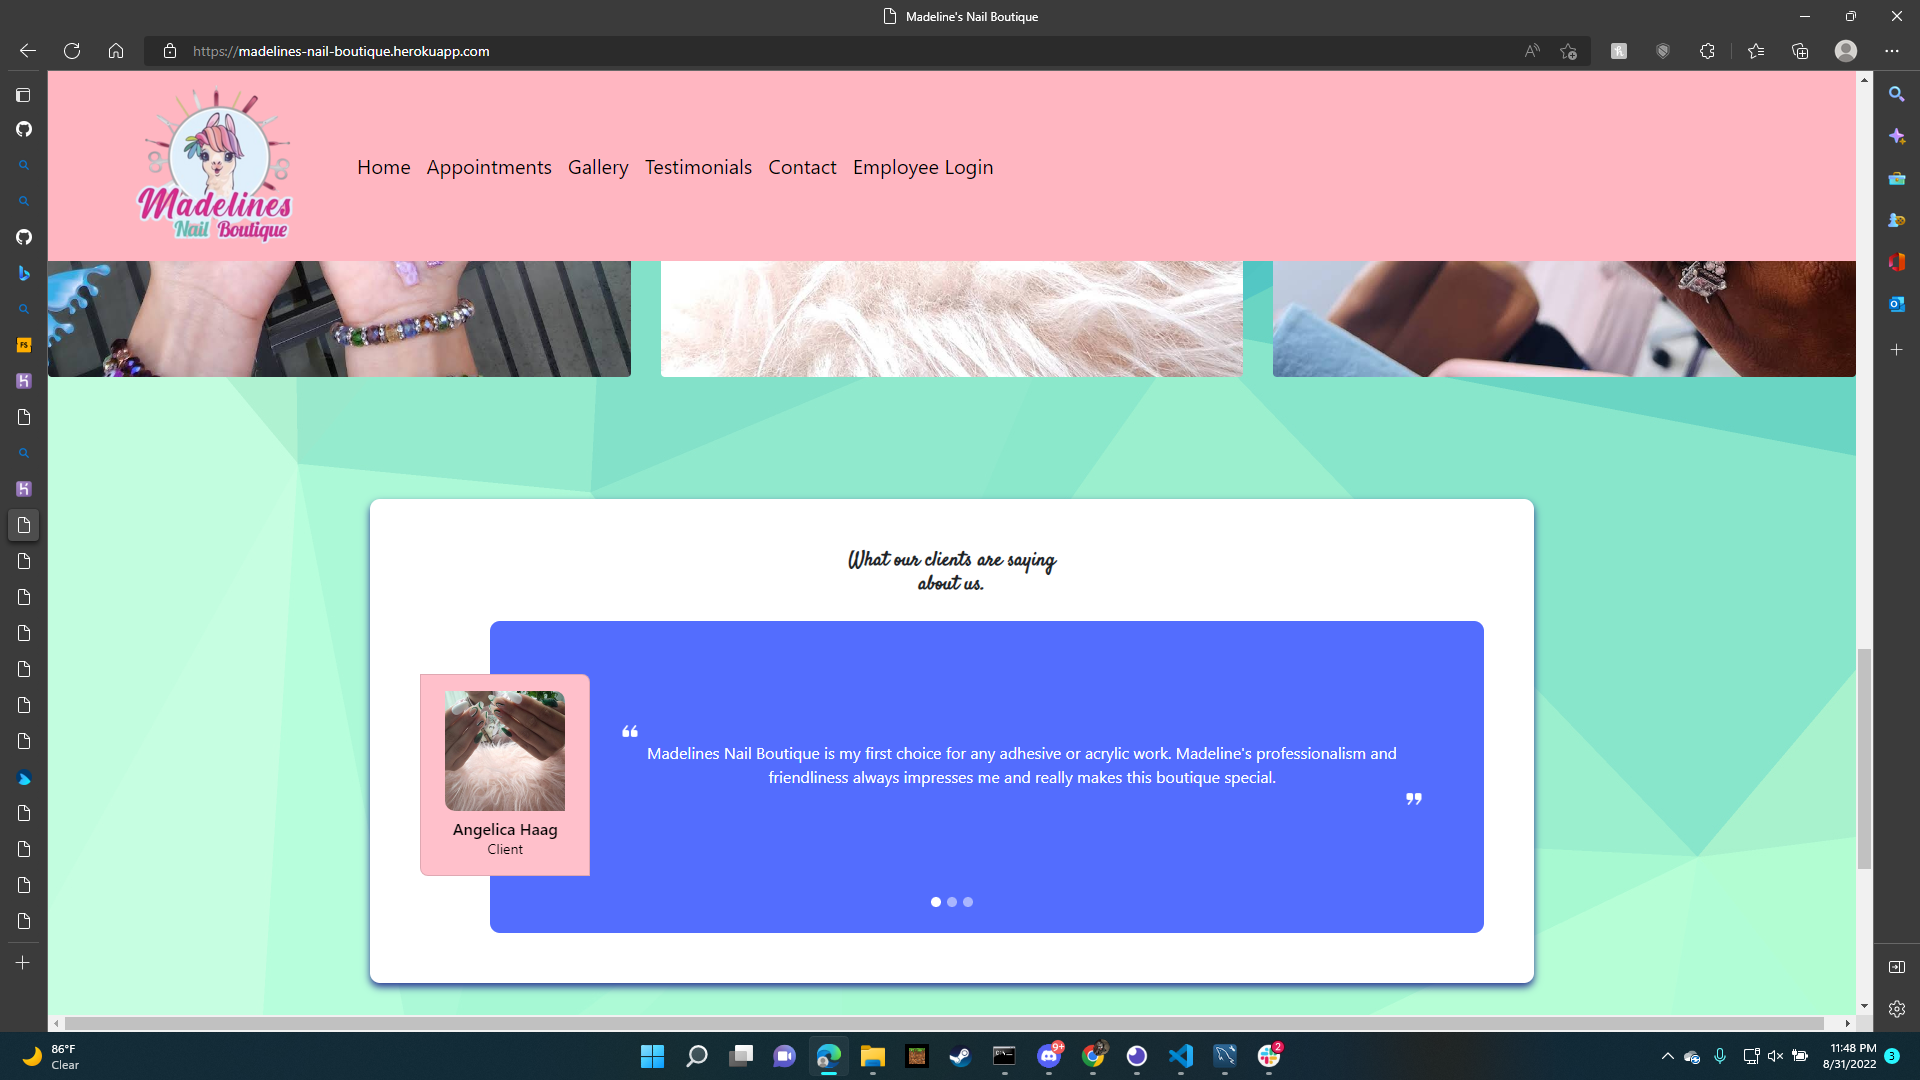 Madeline's Nail Boutique
https://madelines-nail-boutique.herokuapp.com
Madelines
Nail Boutique
Home Appointments Gallery Testimonials Contact Employee Login
What our clients are saying
about us.
Madelines Nail Boutique is my first choice for any adhesive or acrylic work. Madeline's professionalism and
friendliness always impresses me and really makes this boutique special.
Angelica Haag
Client
86°F
Clear
9+
2
11:48 PM
8/31/2022
3